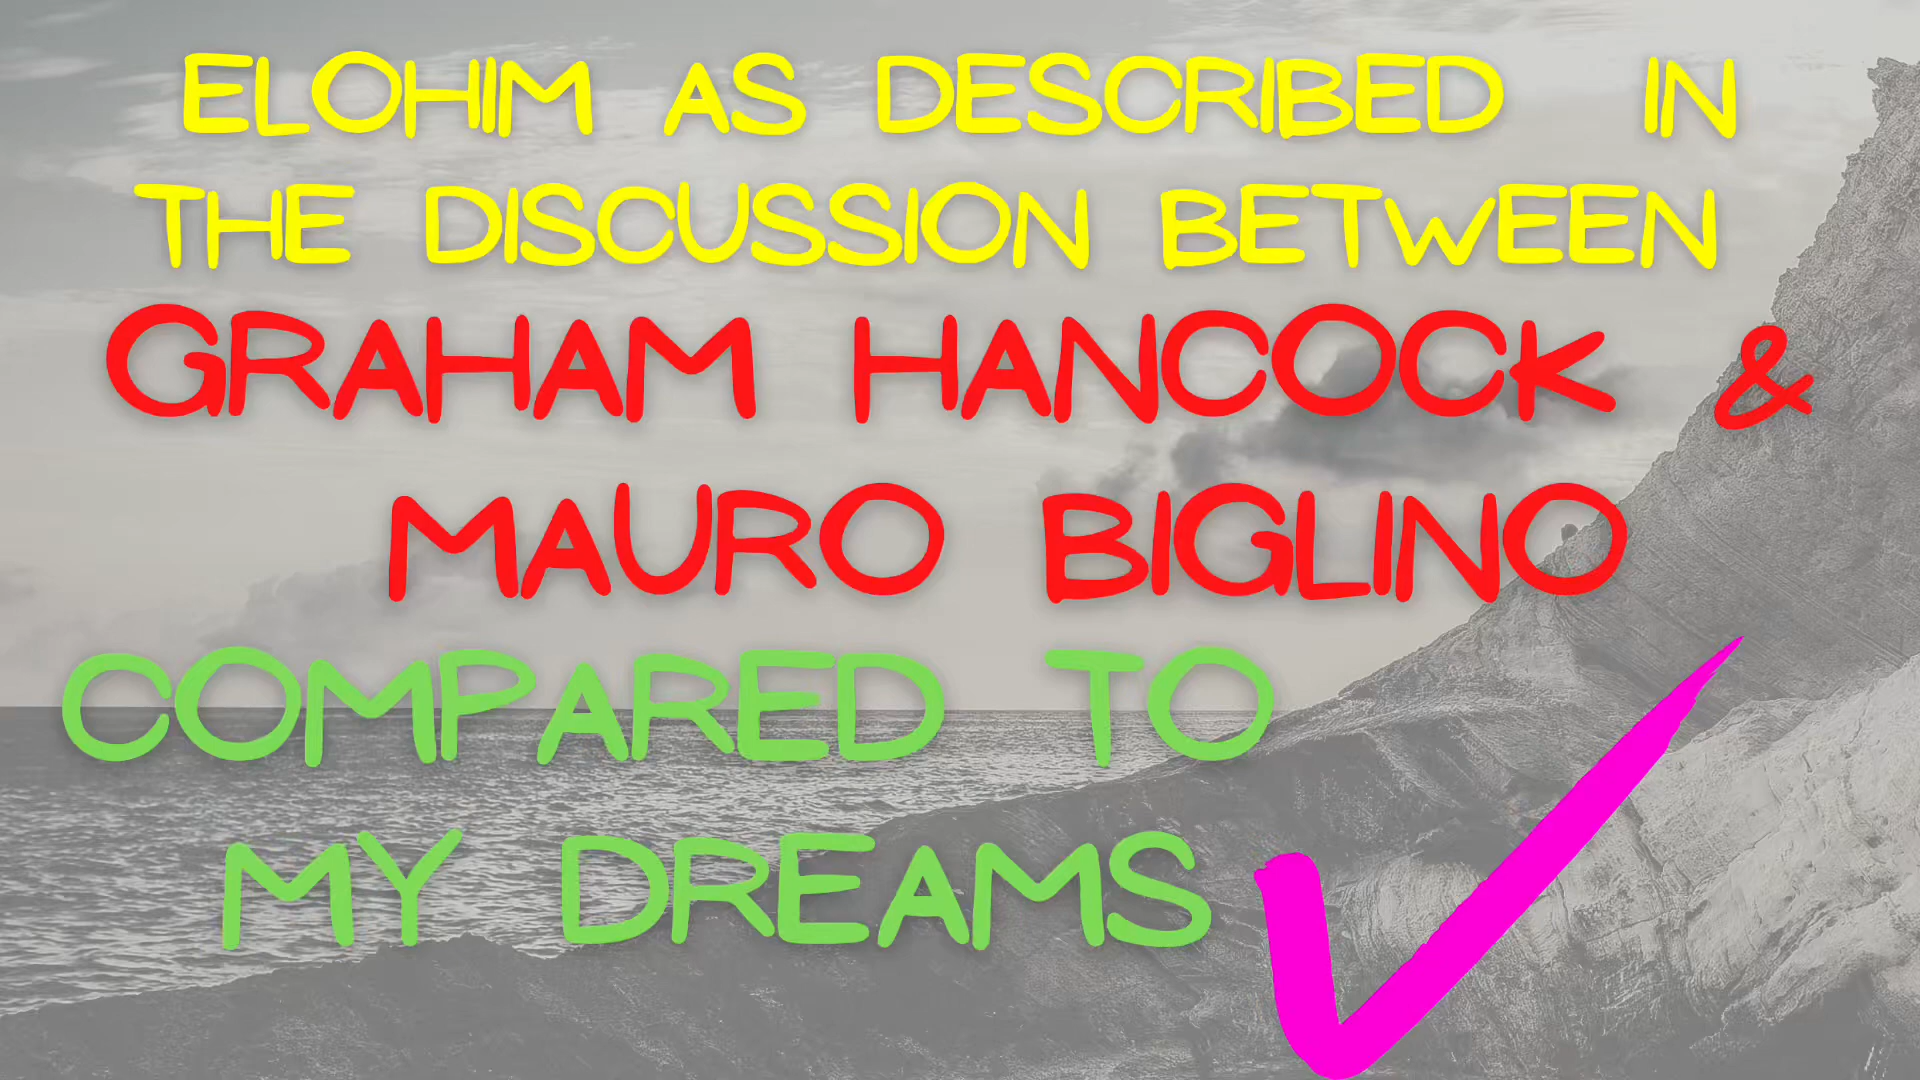 ELOHIM AS DESCRIBED IN
THE DISCUSSION BETWEEN
GRAHAM HANCOCK &
MAURO BIGLINO
COMPARED TO
MY DREAMS